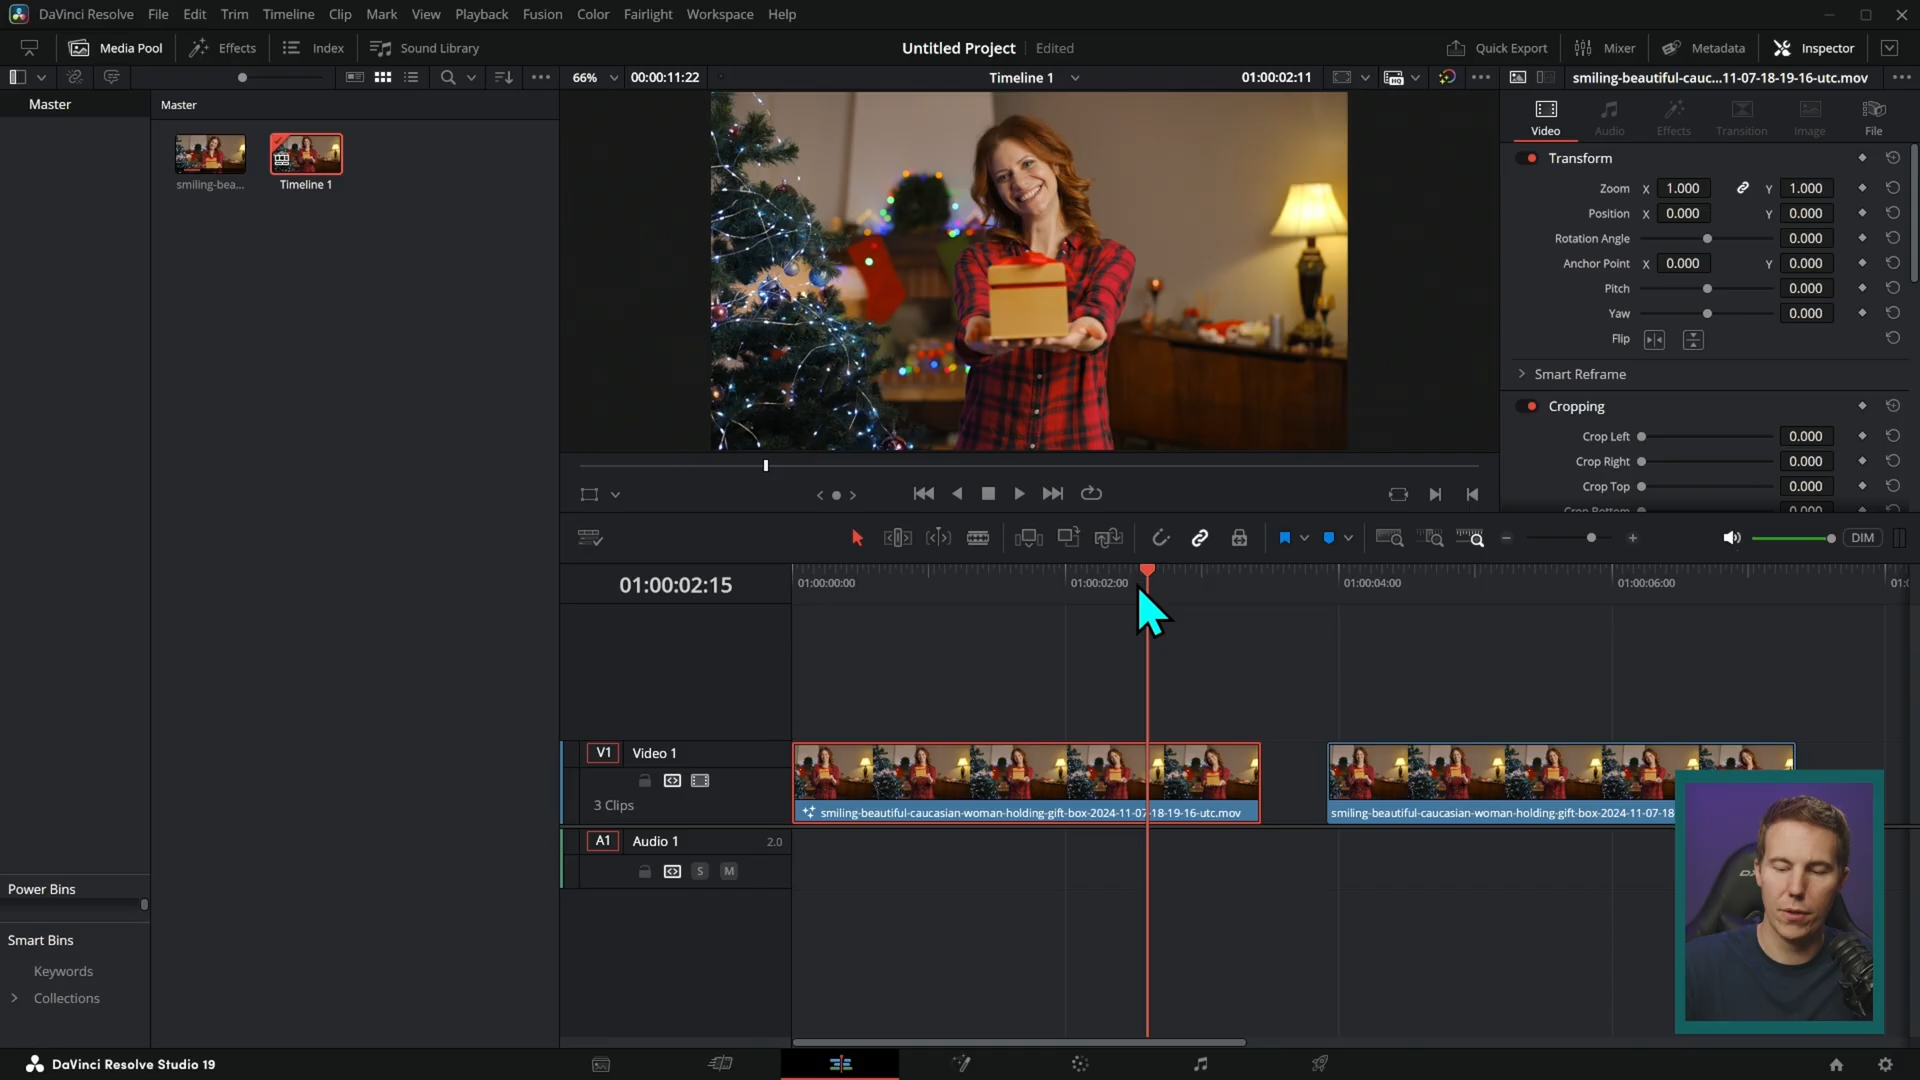 DaVinci Resolve File Edit Trim Timeline Clip Mark View Playback Fusion Color Fairlight Workspace Help
Media Pool Effects Index Sound Library Untitled Project Edited Quick Export Mixer Metadata Inspector
66% 00:00:11:22 Timeline 1 01:00:02:11 smiling-beautiful-cauc...11-07-18-19-16-utc.mov
Master
Master
smiling-bea...
Timeline 1
Video Audio Effects Transition Image File
Transform
Zoom X 1.000 Y 1.000
Position X 0.000 Y 0.000
Rotation Angle 0.000
Anchor Point X 0.000 Y 0.000
Pitch 0.000
Yaw 0.000
Flip
Smart Reframe
Cropping
Crop Left 0.000
Crop Right 0.000
Crop Top 0.000
Crop Bottom 0.000
DIM
01:00:02:15
01:00:00:00 01:00:02:00 01:00:04:00 01:00:06:00
V1 Video 1
3 Clips
smiling-beautiful-caucasian-woman-holding-gift-box-2024-11-07-18-19-16-utc.mov
smiling-beautiful-caucasian-woman-holding-gift-box-2024-11-07-18
A1 Audio 1 2.0
S M
Power Bins
Smart Bins
Keywords
Collections
DaVinci Resolve Studio 19